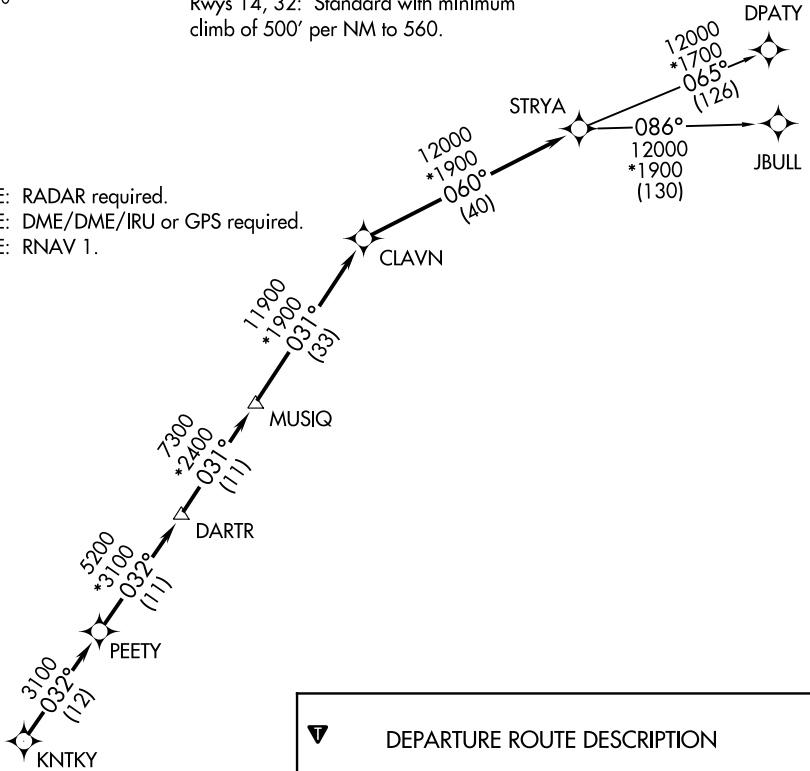 Rwys 14, 32: Standard with minimum
climb of 500' per NM to 560.
DPATY
12000
*1700
065°
(126)
STRYA
086°
12000
*1900
(130)
JBULL
12000
*1900
060°
(40)
E: RADAR required.
E: DME/DME/IRU or GPS required.
E: RNAV 1.
CLAVN
11900
*1900
031°
(33)
MUSIQ
7300
*2400
031°
(11)
DARTR
5200
*3100
032°
(11)
PEETY
3100
032°
(12)
KNTKY
T
DEPARTURE ROUTE DESCRIPTION